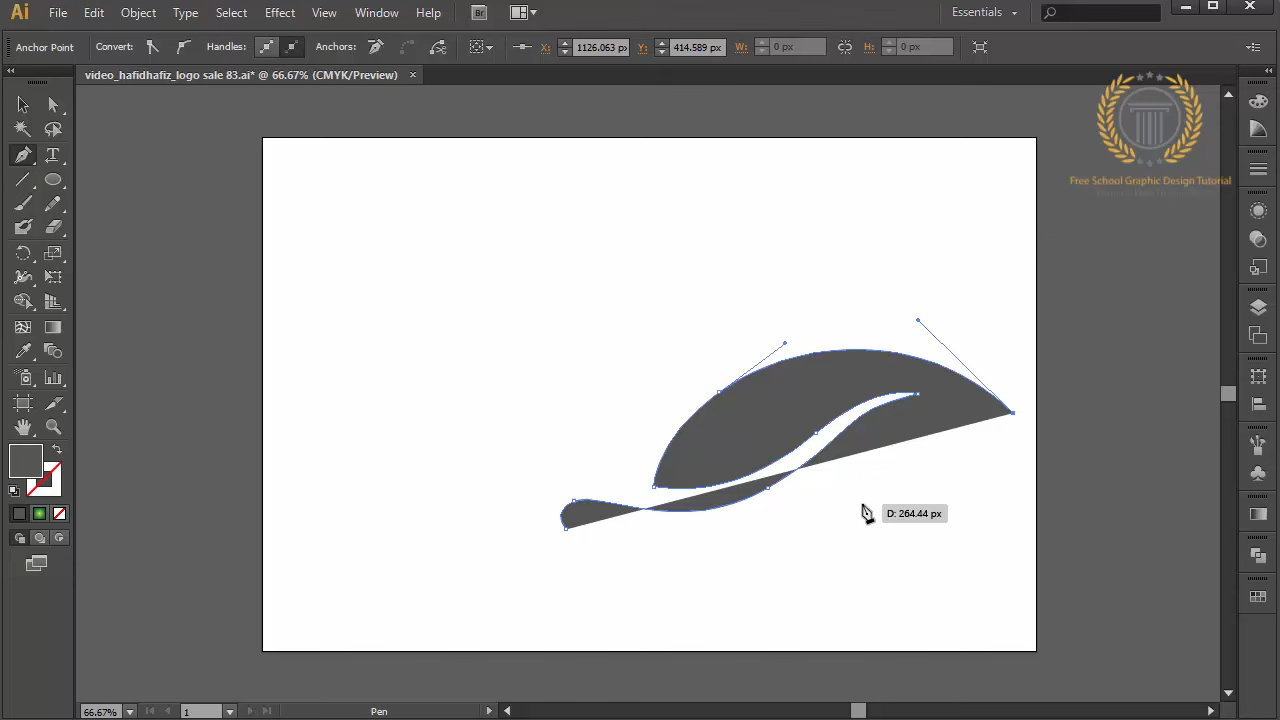 Ai File Edit Object Type Select Effect View Window Help Br Essentials
Anchor Point Convert: Handles: Anchors: X: 1126.063 px Y: 414.589 px W: 0 px H: 0 px
video_hafidhafiz_logo sale 83.ai* @ 66.67% (CMYK/Preview)
Free School Graphic Design Tutorial
D: 264.44 px
66.67% 1 Pen